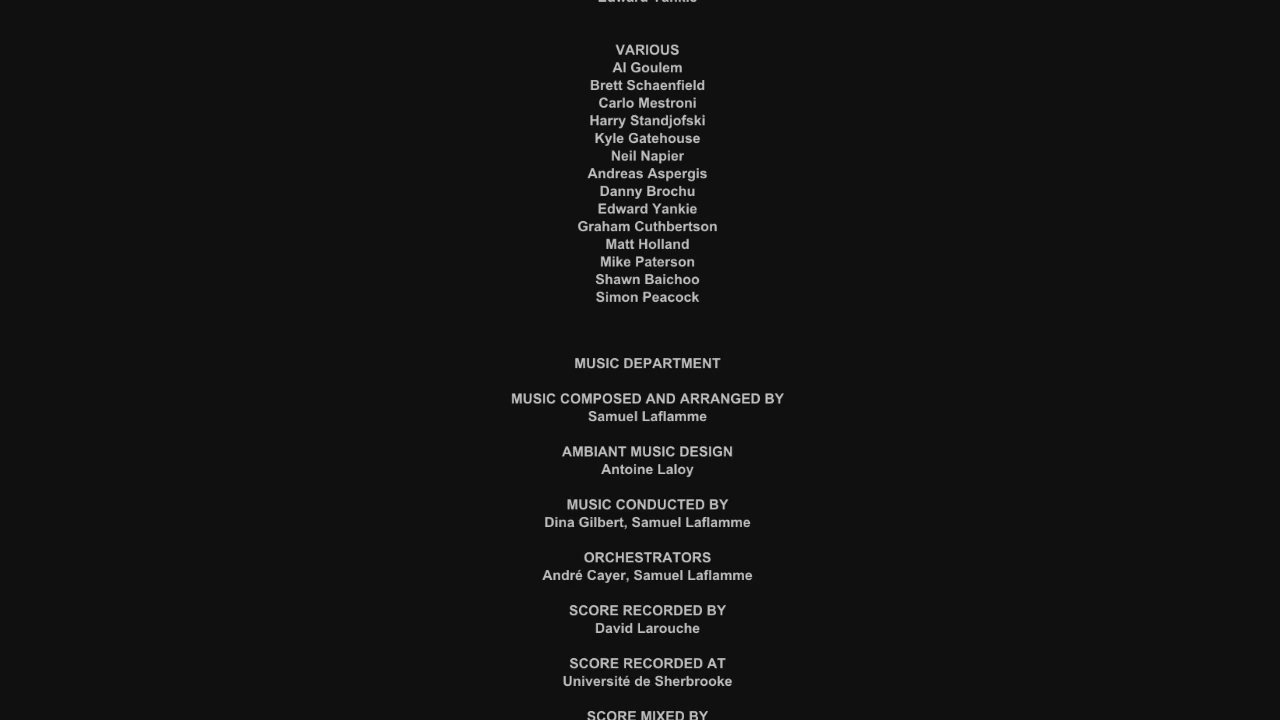 Edward Yankie
VARIOUS
Al Goulem
Brett Schaenfield
Carlo Mestroni
Harry Standjofski
Kyle Gatehouse
Neil Napier
Andreas Aspergis
Danny Brochu
Edward Yankie
Graham Cuthbertson
Matt Holland
Mike Paterson
Shawn Baichoo
Simon Peacock
MUSIC DEPARTMENT
MUSIC COMPOSED AND ARRANGED BY
Samuel Laflamme
AMBIANT MUSIC DESIGN
Antoine Laloy
MUSIC CONDUCTED BY
Dina Gilbert, Samuel Laflamme
ORCHESTRATORS
André Cayer, Samuel Laflamme
SCORE RECORDED BY
David Larouche
SCORE RECORDED AT
Université de Sherbrooke
SCORE MIXED BY